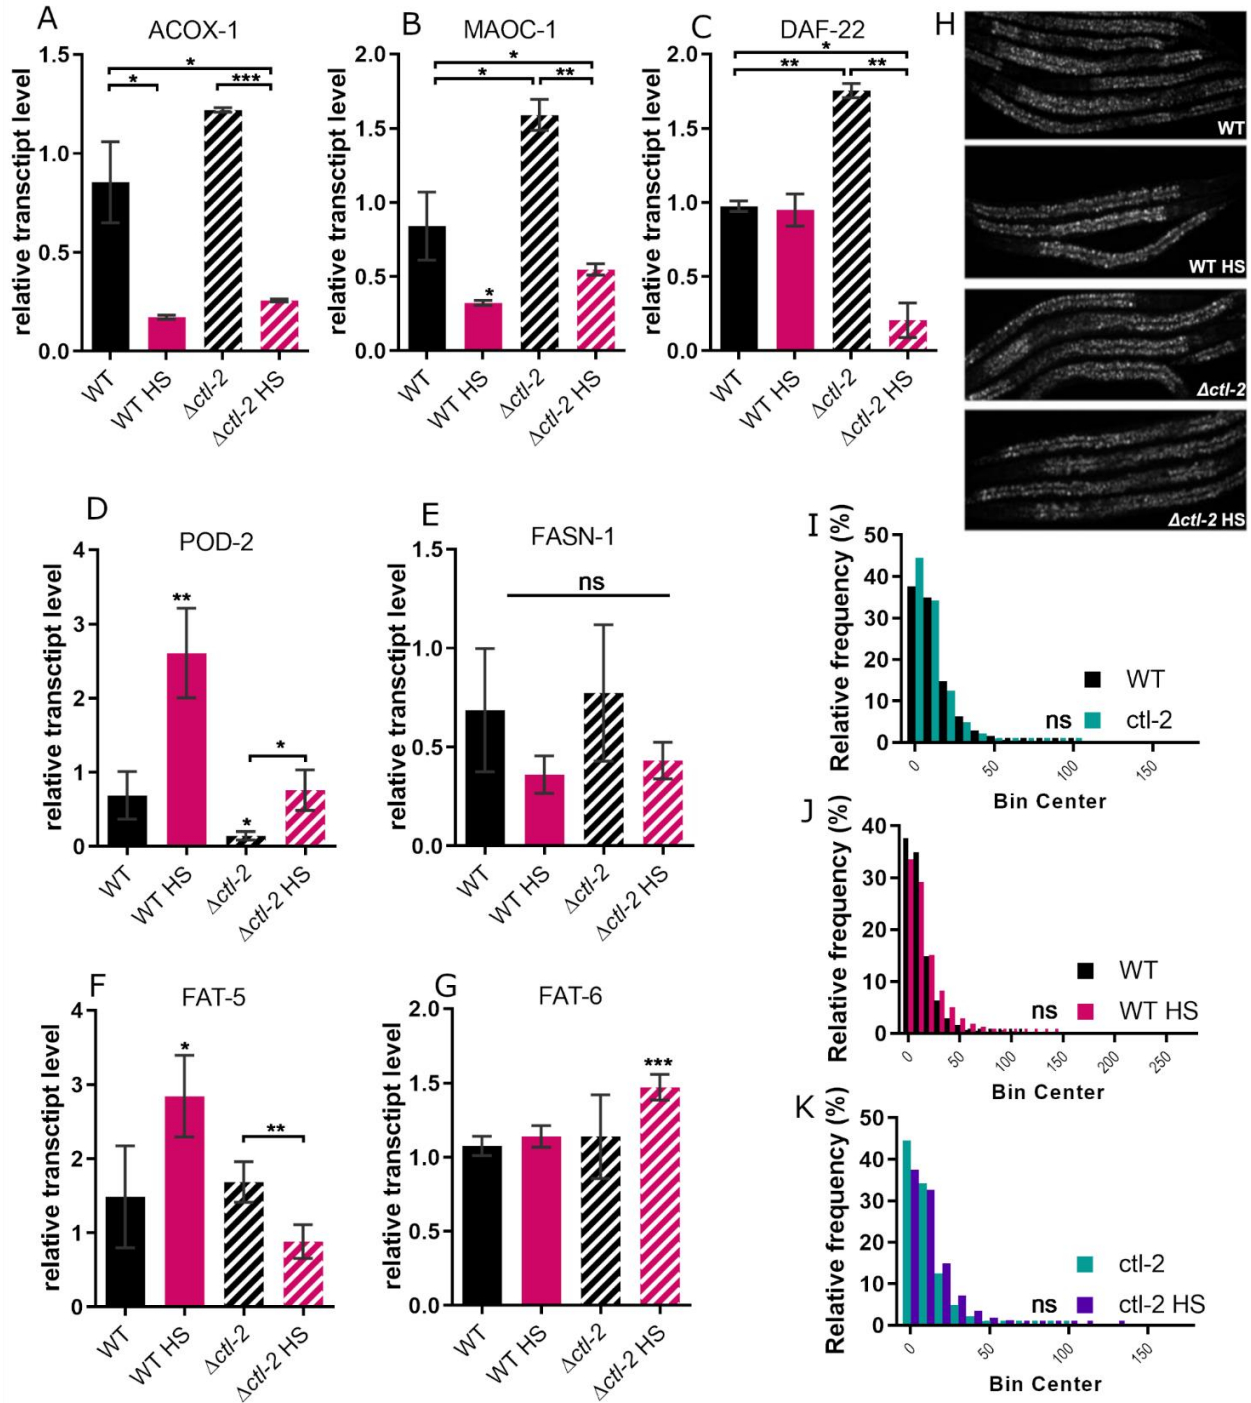 A
ACOX-1
relative transctipt level
1.5
1.0
0.5
0.0
*
*
***
WT
WT HS
Δctl-2
Δctl-2 HS
B
MAOC-1
relative transctipt level
2.0
1.5
1.0
0.5
0.0
*
*
**
*
WT
WT HS
Δctl-2
Δctl-2 HS
C
DAF-22
relative transctipt level
2.0
1.5
1.0
0.5
0.0
*
**
**
WT
WT HS
Δctl-2
Δctl-2 HS
H
WT
WT HS
Δctl-2
Δctl-2 HS
D
POD-2
relative transctipt level
4
3
2
1
0
**
*
*
WT
WT HS
Δctl-2
Δctl-2 HS
E
FASN-1
relative transctipt level
1.5
1.0
0.5
0.0
ns
WT
WT HS
Δctl-2
Δctl-2 HS
I
Relative frequency (%)
50
40
30
20
10
0
WT
ns
ctl-2
0
50
100
150
Bin Center
J
Relative frequency (%)
40
30
20
10
0
WT
ns
WT HS
0
50
100
150
200
250
Bin Center
F
FAT-5
relative transctipt level
4
3
2
1
0
*
**
WT
WT HS
Δctl-2
Δctl-2 HS
G
FAT-6
relative transctipt level
2.0
1.5
1.0
0.5
0.0
***
WT
WT HS
Δctl-2
Δctl-2 HS
K
Relative frequency (%)
50
40
30
20
10
0
ctl-2
ns
ctl-2 HS
0
50
100
150
Bin Center